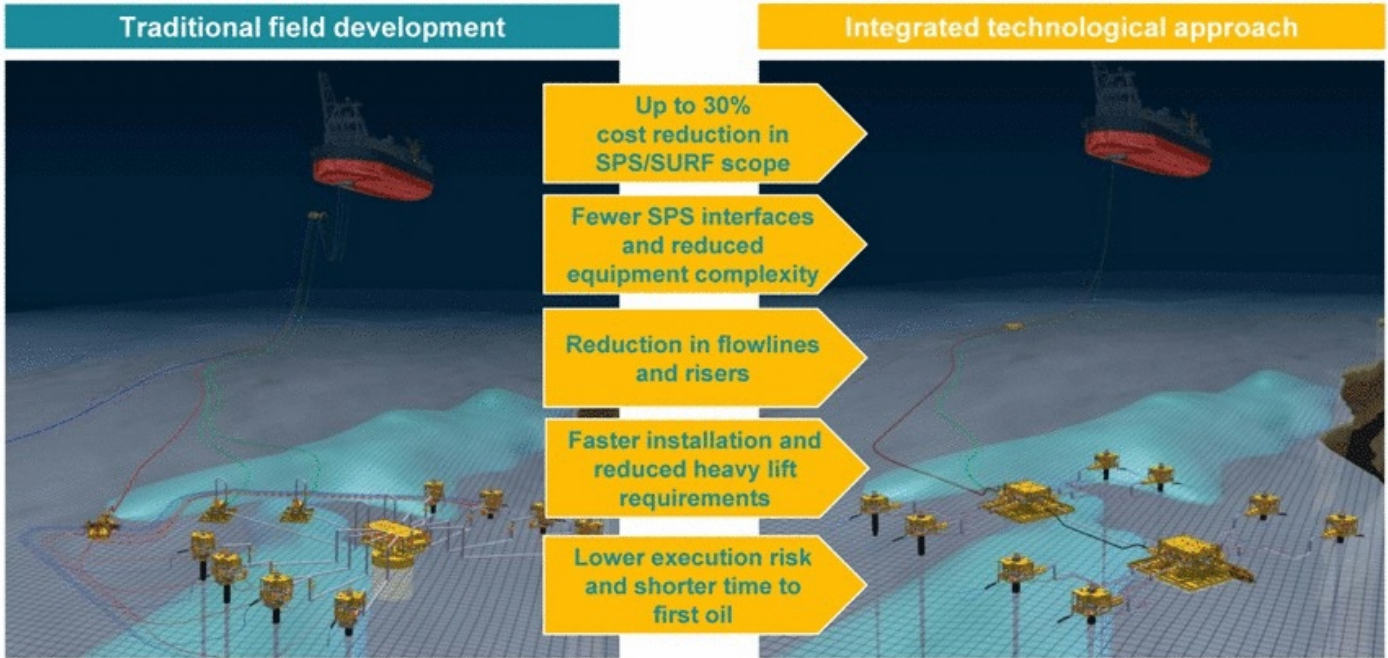 Traditional field development
Integrated technological approach
Up to 30%
cost reduction in
SPS/SURF scope
Fewer SPS interfaces
and reduced
equipment complexity
Reduction in flowlines
and risers
Faster installation and
reduced heavy lift
requirements
Lower execution risk
and shorter time to
first oil